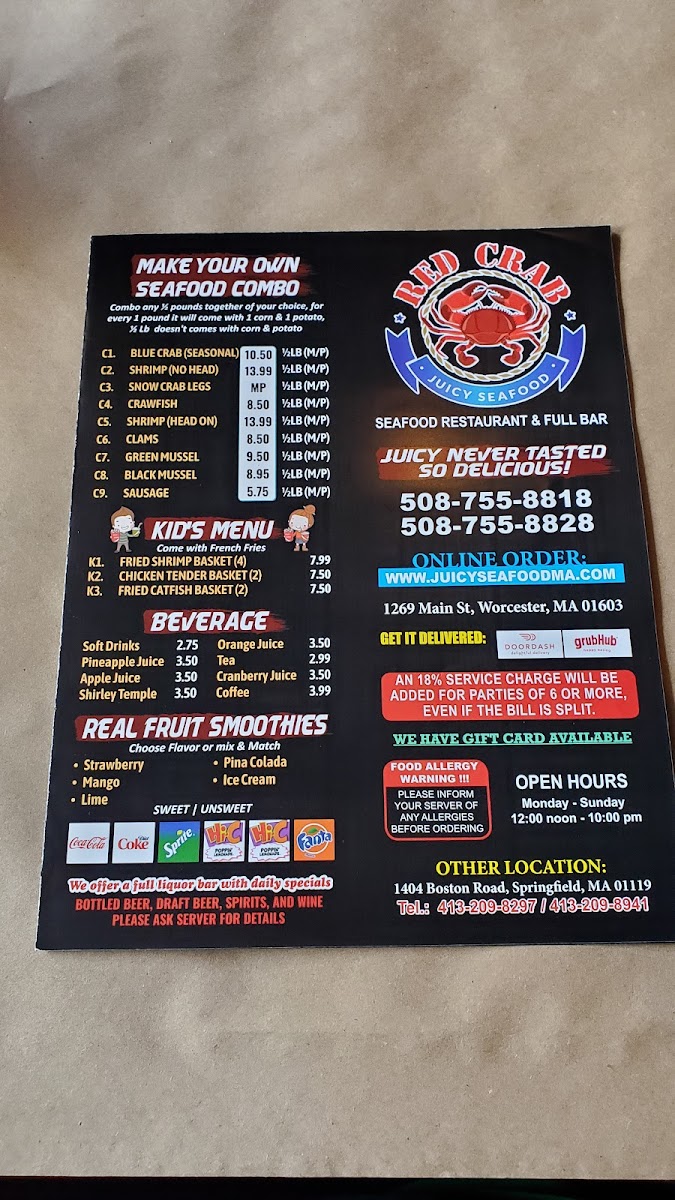 MAKE YOUR OWN
SEAFOOD COMBO
Combo any ½ pounds together of your choice, for
every 1 pound it will come with 1 corn & 1 potato,
½ Lb doesn't comes with corn & potato
C1. BLUE CRAB (SEASONAL) 10.50 ½LB (M/P)
C2. SHRIMP (NO HEAD) 13.99 ½LB (M/P)
C3. SNOW CRAB LEGS MP ½LB (M/P)
C4. CRAWFISH 8.50 ½LB (M/P)
C5. SHRIMP (HEAD ON) 13.99 ½LB (M/P)
C6. CLAMS 8.50 ½LB (M/P)
C7. GREEN MUSSEL 9.50 ½LB (M/P)
C8. BLACK MUSSEL 8.95 ½LB (M/P)
C9. SAUSAGE 5.75 ½LB (M/P)
KID'S MENU
Come with French Fries
K1. FRIED SHRIMP BASKET (4) 7.99
K2. CHICKEN TENDER BASKET (2) 7.50
K3. FRIED CATFISH BASKET (2) 7.50
BEVERAGE
Soft Drinks 2.75 Orange Juice 3.50
Pineapple Juice 3.50 Tea 2.99
Apple Juice 3.50 Cranberry Juice 3.50
Shirley Temple 3.50 Coffee 3.99
REAL FRUIT SMOOTHIES
Choose Flavor or mix & Match
• Strawberry • Pina Colada
• Mango • Ice Cream
• Lime
SWEET | UNSWEET
Coca-Cola Diet Coke Sprite Hi-C POPPIN' LEMONADE Hi-C POPPIN' LEMONADE Fanta
We offer a full liquor bar with daily specials
BOTTLED BEER, DRAFT BEER, SPIRITS, AND WINE
PLEASE ASK SERVER FOR DETAILS
RED CRAB
JUICY SEAFOOD
SEAFOOD RESTAURANT & FULL BAR
JUICY NEVER TASTED
SO DELICIOUS!
508-755-8818
508-755-8828
ONLINE ORDER:
WWW.JUICYSEAFOODMA.COM
1269 Main St, Worcester, MA 01603
GET IT DELIVERED: DOORDASH delightful delivery GRUBHUB
AN 18% SERVICE CHARGE WILL BE
ADDED FOR PARTIES OF 6 OR MORE,
EVEN IF THE BILL IS SPLIT.
WE HAVE GIFT CARD AVAILABLE
FOOD ALLERGY
WARNING !!!
PLEASE INFORM
YOUR SERVER OF
ANY ALLERGIES
BEFORE ORDERING
OPEN HOURS
Monday - Sunday
12:00 noon - 10:00 pm
OTHER LOCATION:
1404 Boston Road, Springfield, MA 01119
Tel.: 413-209-8297 / 413-209-8941